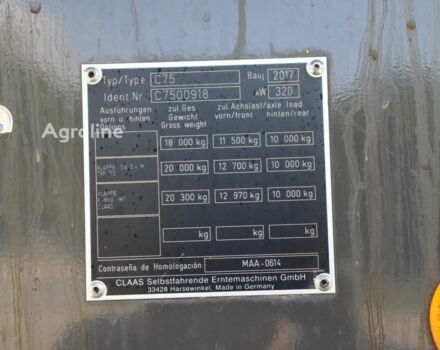 Typ/Type C75 Bauj 2017
Ident Nr C7500918 kW 320
Ausführungen vorn u. hinten Options
zul Ges Gewicht Gross weight
zul Achslast/axle load
vorn/front hinten/rear
18 000 kg 11 500 kg 10 000 kg
20 000 kg 12 700 kg 10 000 kg
KLAPPB
CLAAS
20 300 kg 12 970 kg 10 000 kg
kg kg kg
Contraseña de Homologación MAA-0614
CLAAS Selbstfahrende Erntemaschinen GmbH
33428 Harsewinkel, Made in Germany
Agroline